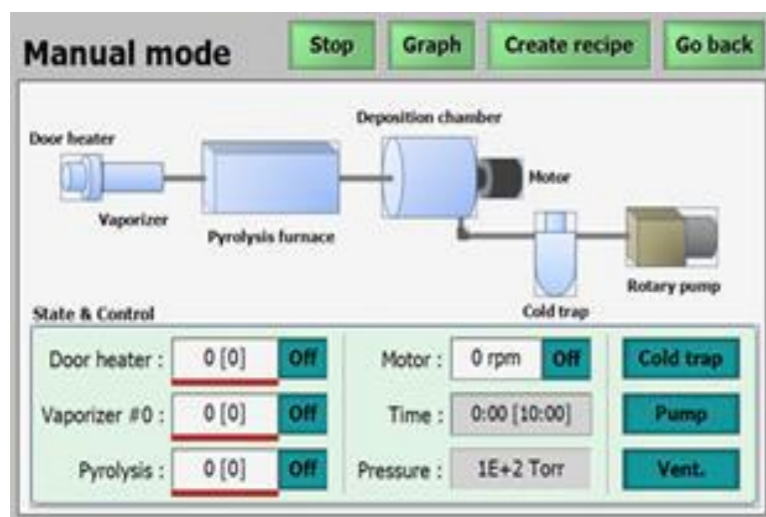 Manual mode
Stop
Graph
Create recipe
Go back
Deposition chamber
Door heater
Motor
Vaporizer
Pyrolysis furnace
Rotary pump
Cold trap
State & Control
Door heater : 0 [0] Off Motor : 0 rpm Off Cold trap
Vaporizer #0 : 0 [0] Off Time : 0:00 [10:00] Pump
Pyrolysis : 0 [0] Off Pressure : 1E+2 Torr Vent.